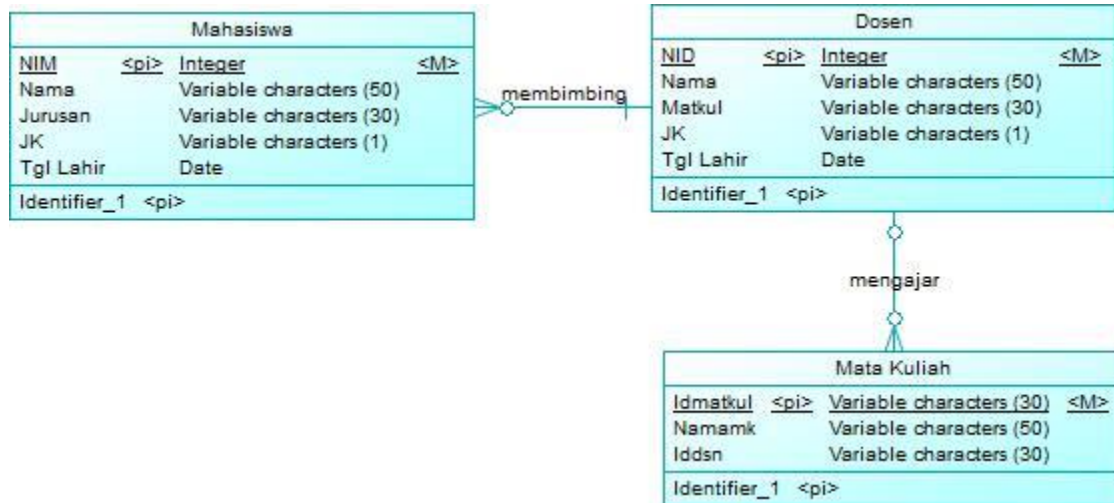 Mahasiswa
NIM <pi> Integer <M>
Nama Variable characters (50)
Jurusan Variable characters (30)
JK Variable characters (1)
Tgl Lahir Date
Identifier_1 <pi>
membimbing
Dosen
NID <pi> Integer <M>
Nama Variable characters (50)
Matkul Variable characters (30)
JK Variable characters (1)
Tgl Lahir Date
Identifier_1 <pi>
mengajar
Mata Kuliah
Idmatkul <pi> Variable characters (30) <M>
Namamk Variable characters (50)
Iddsn Variable characters (30)
Identifier_1 <pi>